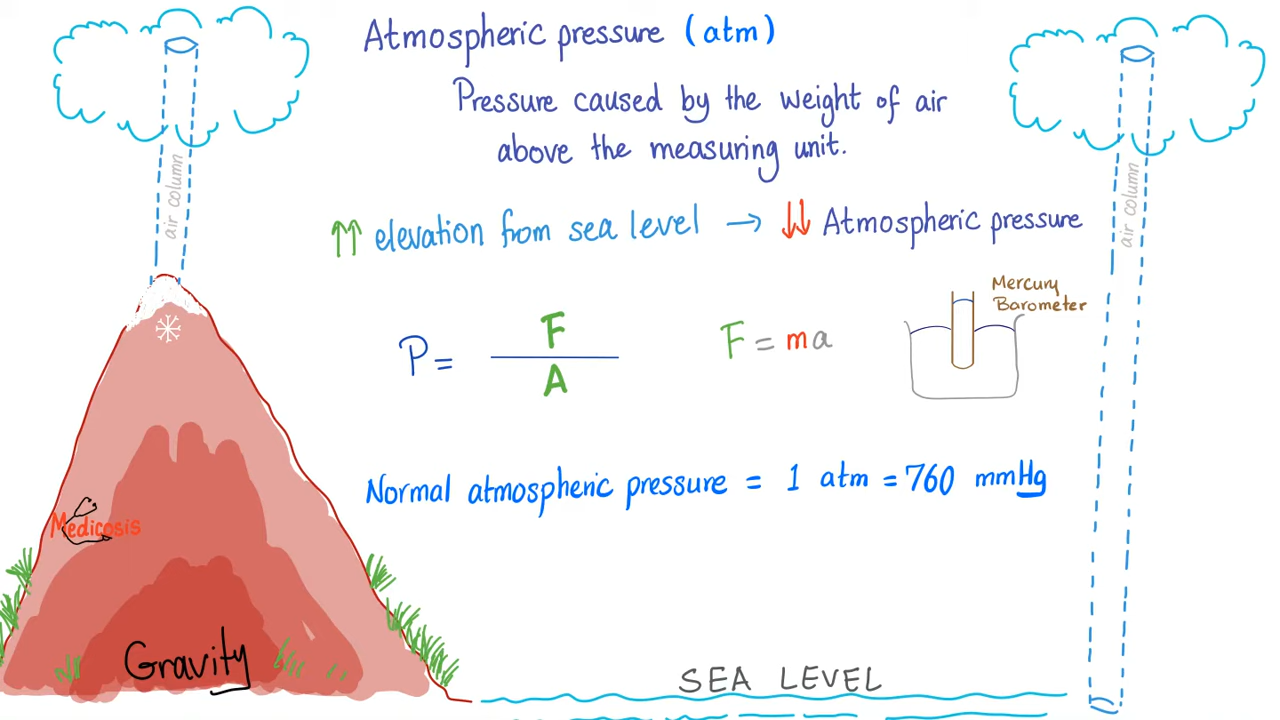 Atmospheric pressure (atm)
Pressure caused by the weight of air
above the measuring unit.
air column
air column
↑↑ elevation from sea level → ↓↓ Atmospheric pressure
Mercury
Barometer
P = F / A
F = ma
Normal atmospheric pressure = 1 atm = 760 mmHg
Medicosis
Gravity
SEA LEVEL